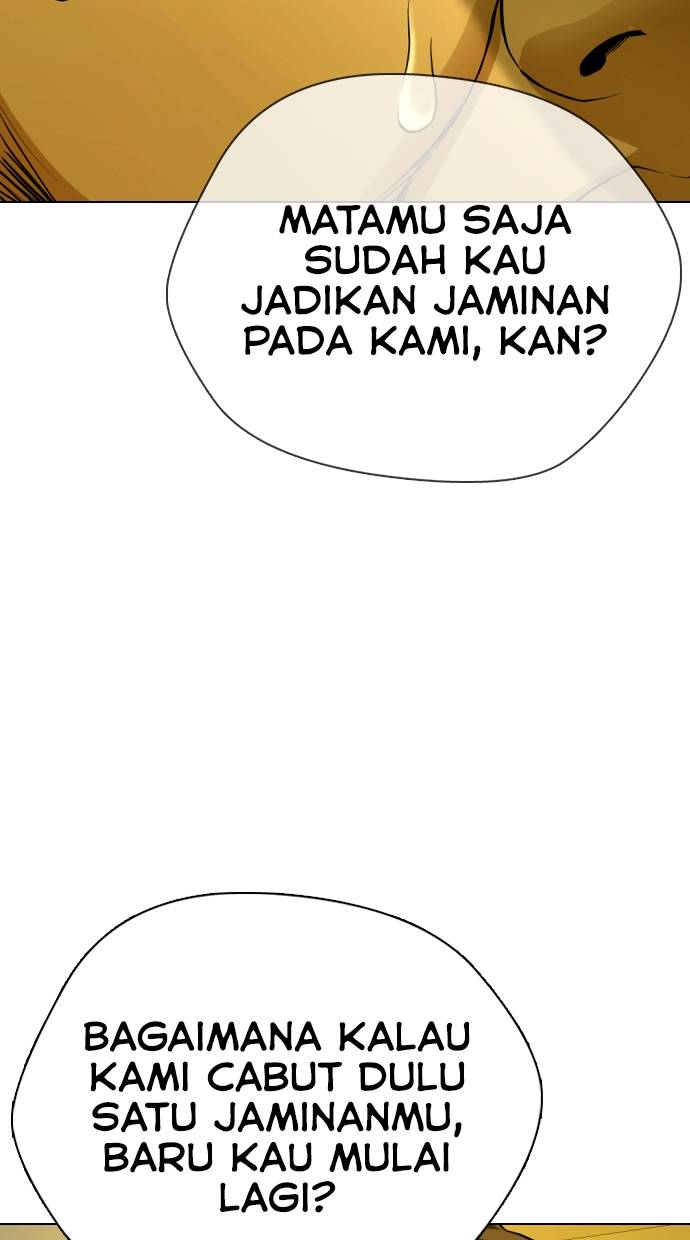 MATAMU SAJA
SUDAH KAU
JADIKAN JAMINAN
PADA KAMI, KAN?
BAGAIMANA KALAU
KAMI CABUT DULU
SATU JAMINANMU,
BARU KAU MULAI
LAGI?